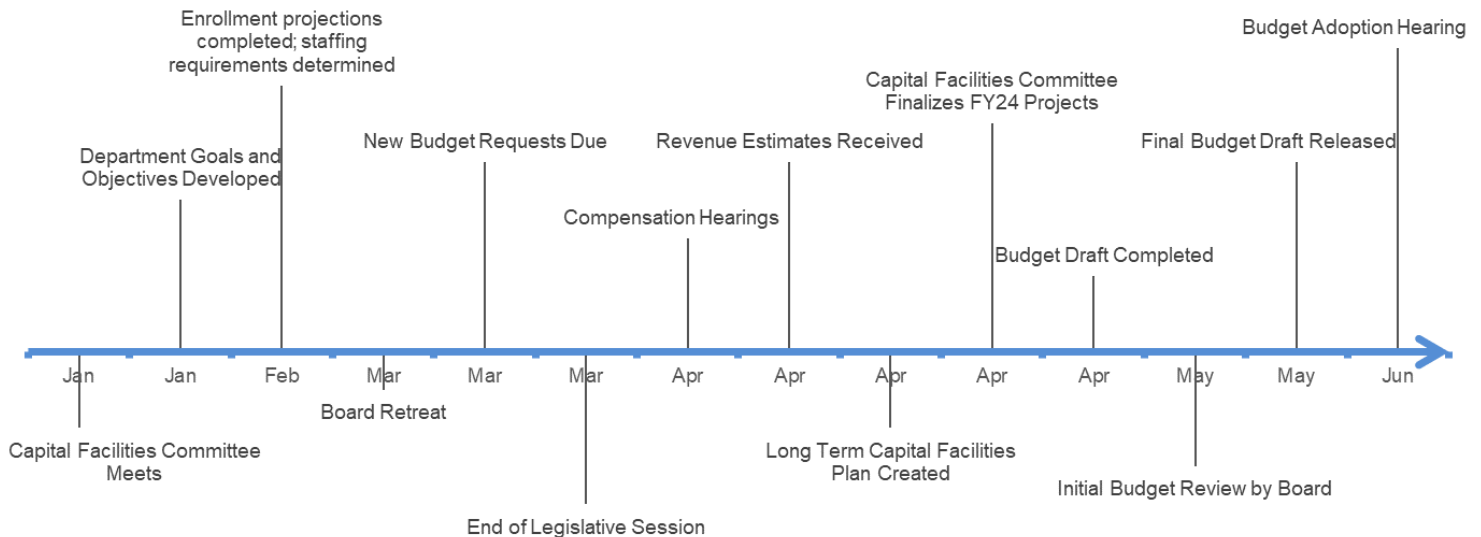 Enrollment projections
completed; staffing
requirements determined
Budget Adoption Hearing
Capital Facilities Committee
Finalizes FY24 Projects
Department Goals and
Objectives Developed
New Budget Requests Due
Revenue Estimates Received
Final Budget Draft Released
Compensation Hearings
Budget Draft Completed
Jan Jan Feb Mar Mar Mar Apr Apr Apr Apr Apr May May Jun
Board Retreat
Capital Facilities Committee
Meets
Long Term Capital Facilities
Plan Created
Initial Budget Review by Board
End of Legislative Session